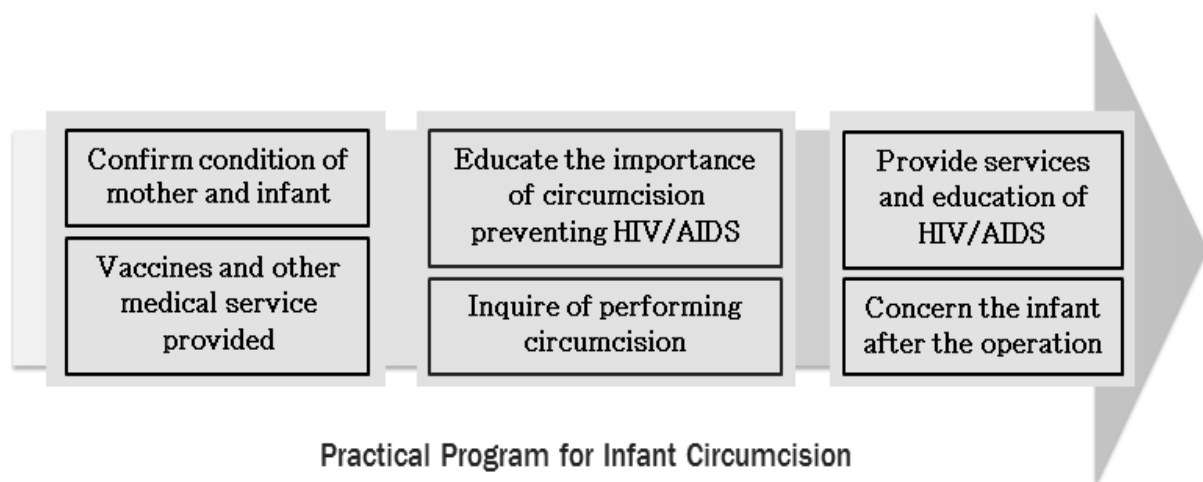 Confirm condition of
mother and infant
Vaccines and other
medical service
provided
Educate the importance
of circumcision
preventing HIV/AIDS
Inquire of performing
circumcision
Provide services
and education of
HIV/AIDS
Concern the infant
after the operation
Practical Program for Infant Circumcision